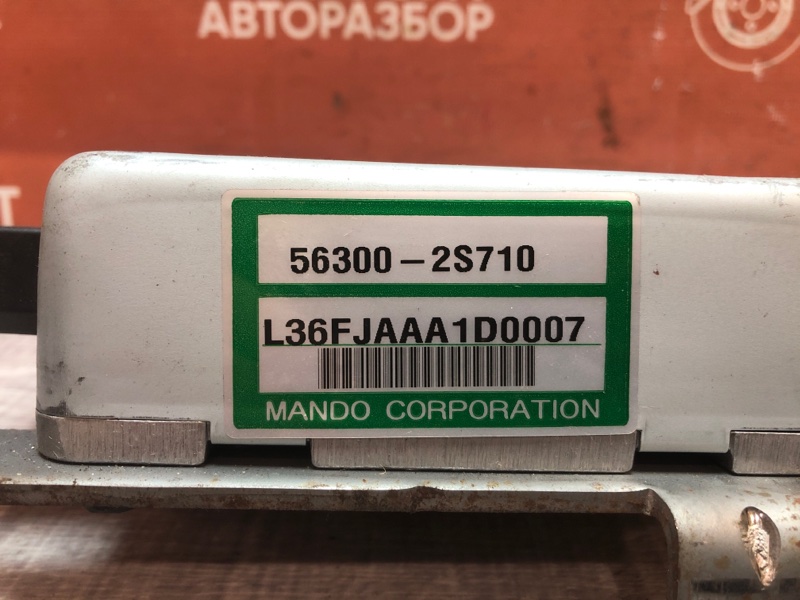 АВТОРАЗБОР
56300-2S710
L36FJAAA1D0007
MANDO CORPORATION